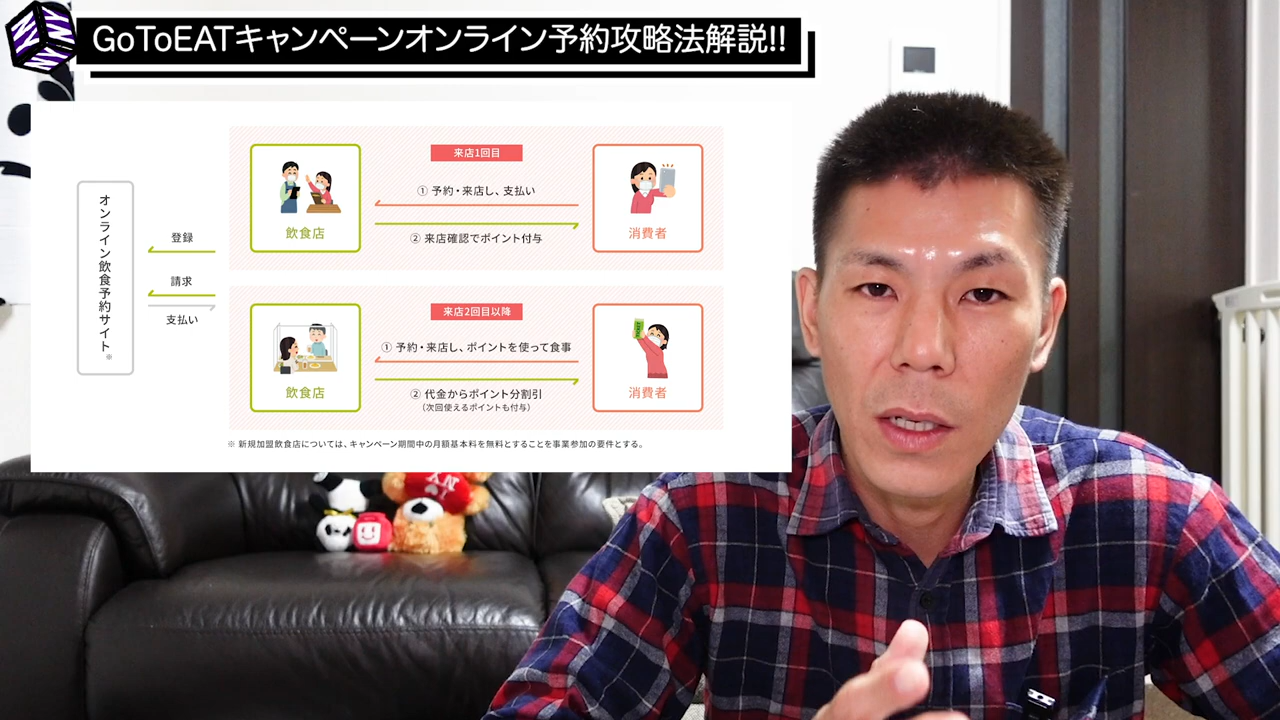 GoToEATキャンペーンオンライン予約攻略法解説!!
オンライン飲食予約サイト※
登録
請求
支払い
来店1回目
① 予約・来店し、支払い
② 来店確認でポイント付与
飲食店
消費者
来店2回目以降
① 予約・来店し、ポイントを使って食事
② 代金からポイント分割引
(次回使えるポイントも付与)
飲食店
消費者
※ 新規加盟飲食店については、キャンペーン期間中の月額基本料を無料とすることを事業参加の要件とする。
NY